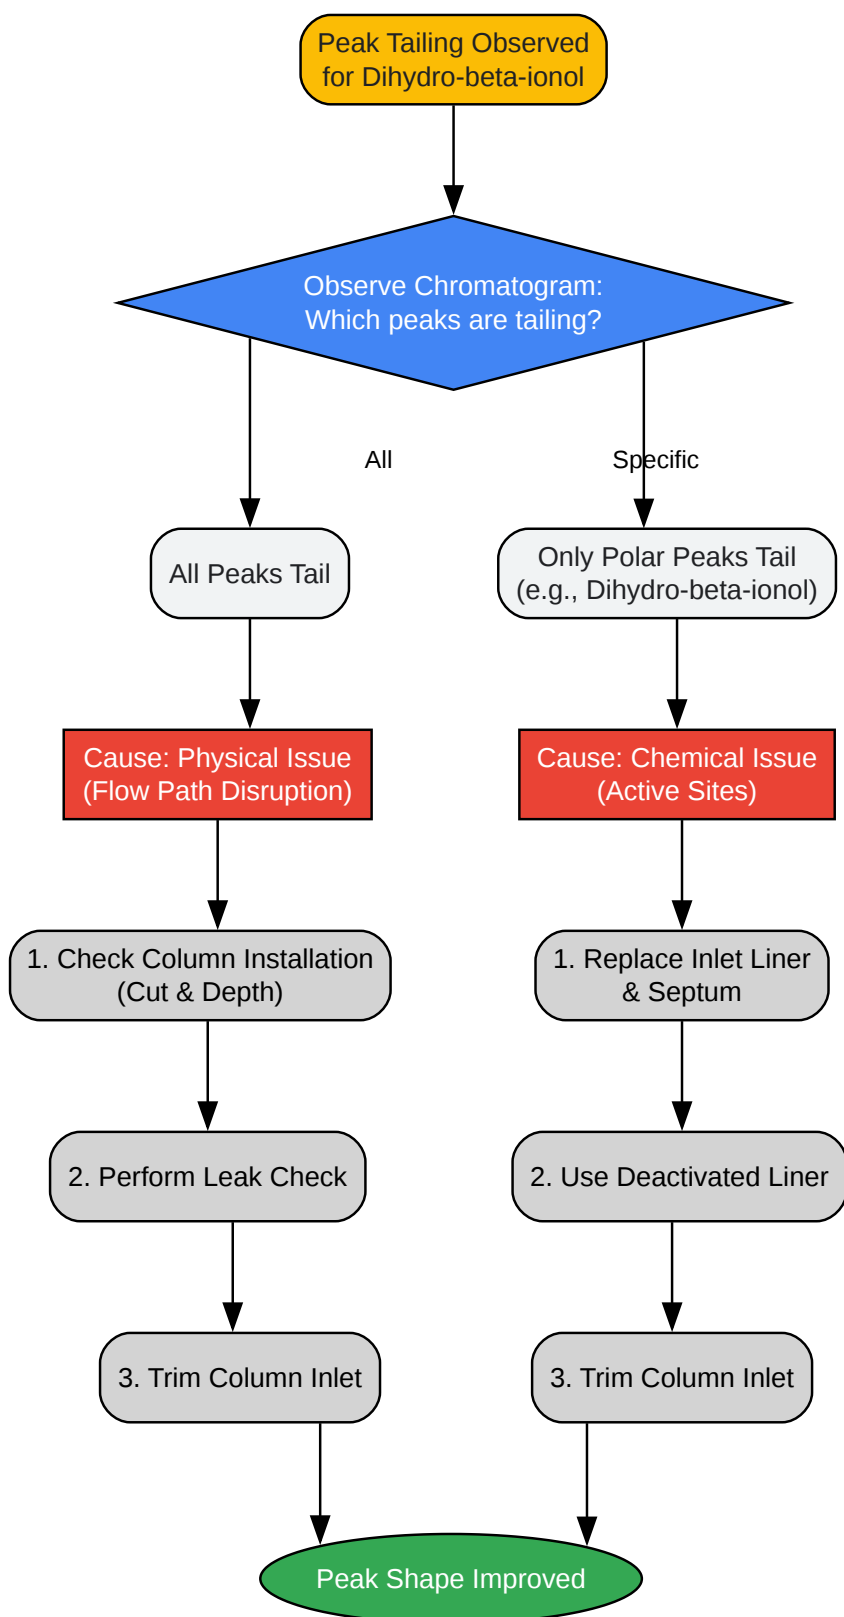 Peak Tailing Observed
for Dihydro-beta-ionol
Observe Chromatogram:
Which peaks are tailing?
All
Specific
All Peaks Tail
Only Polar Peaks Tail
(e.g., Dihydro-beta-ionol)
Cause: Physical Issue
(Flow Path Disruption)
Cause: Chemical Issue
(Active Sites)
1. Check Column Installation
(Cut & Depth)
1. Replace Inlet Liner
& Septum
2. Perform Leak Check
2. Use Deactivated Liner
3. Trim Column Inlet
3. Trim Column Inlet
Peak Shape Improved